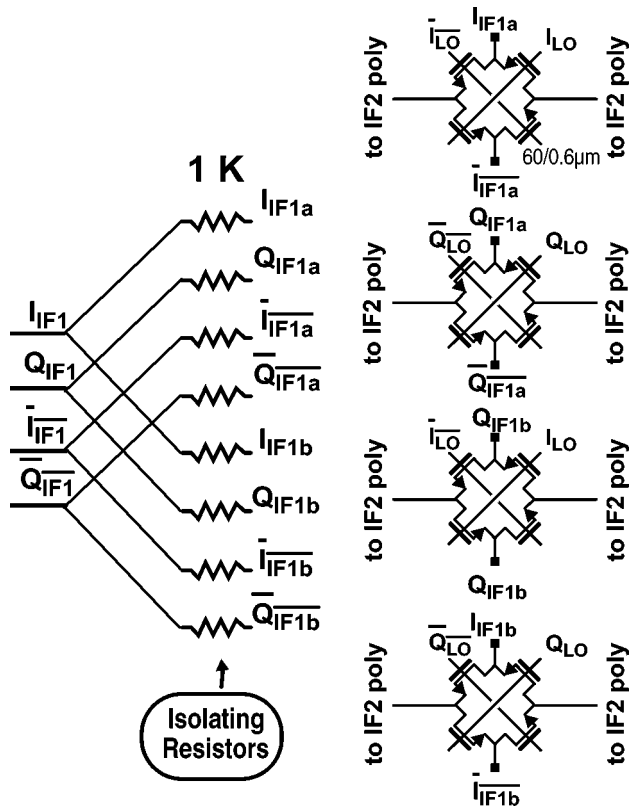 1 K
I_IF1a
Q_IF1a
Ī_IF1a
Q̄_IF1a
I_IF1b
Q_IF1b
Ī_IF1b
Q̄_IF1b
I_IF1
Q_IF1
Ī_IF1
Q̄_IF1
Isolating
Resistors
I_IF1a
Ī_LO
I_LO
to IF2 poly
to IF2 poly
60/0.6µm
Ī_IF1a
Q_IF1a
Q̄_LO
Q_LO
to IF2 poly
to IF2 poly
Q̄_IF1a
Q_IF1b
Ī_LO
I_LO
to IF2 poly
to IF2 poly
Q_IF1b
I_IF1b
Q̄_LO
Q_LO
to IF2 poly
to IF2 poly
Ī_IF1b